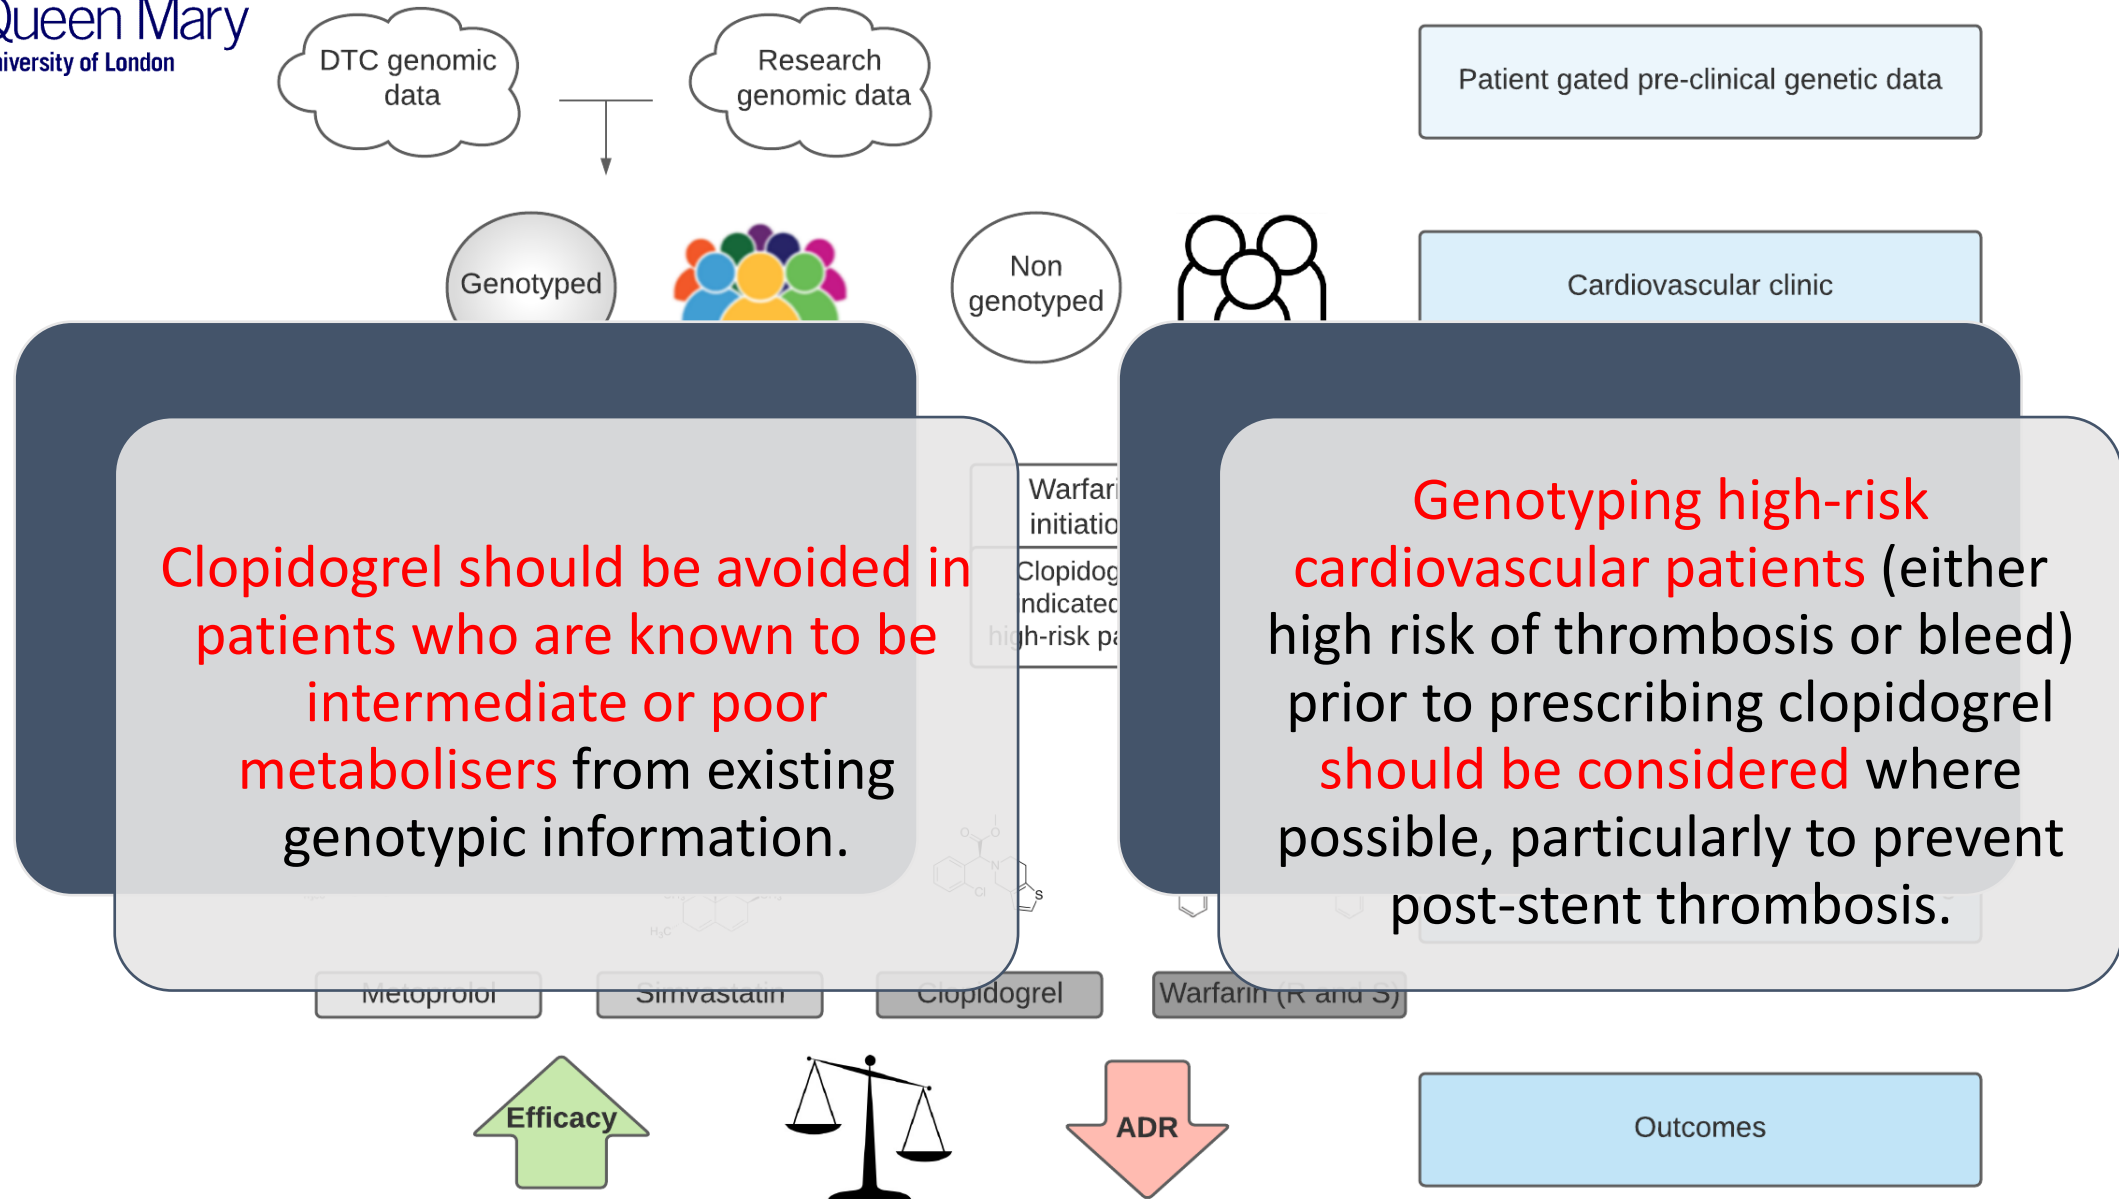 Queen Mary
University of London
DTC genomic
data
Research
genomic data
Patient gated pre-clinical genetic data
Genotyped
Non
genotyped
Cardiovascular clinic
Clopidogrel should be avoided in
patients who are known to be
intermediate or poor
metabolisers from existing
genotypic information.
Warfari
initiatio
Clopidog
indicated
high-risk pa
Genotyping high-risk
cardiovascular patients (either
high risk of thrombosis or bleed)
prior to prescribing clopidogrel
should be considered where
possible, particularly to prevent
post-stent thrombosis.
O
O
N
Cl
S
H₃C
Metoprolol
Simvastatin
Clopidogrel
Warfarin (R and S)
Efficacy
ADR
Outcomes